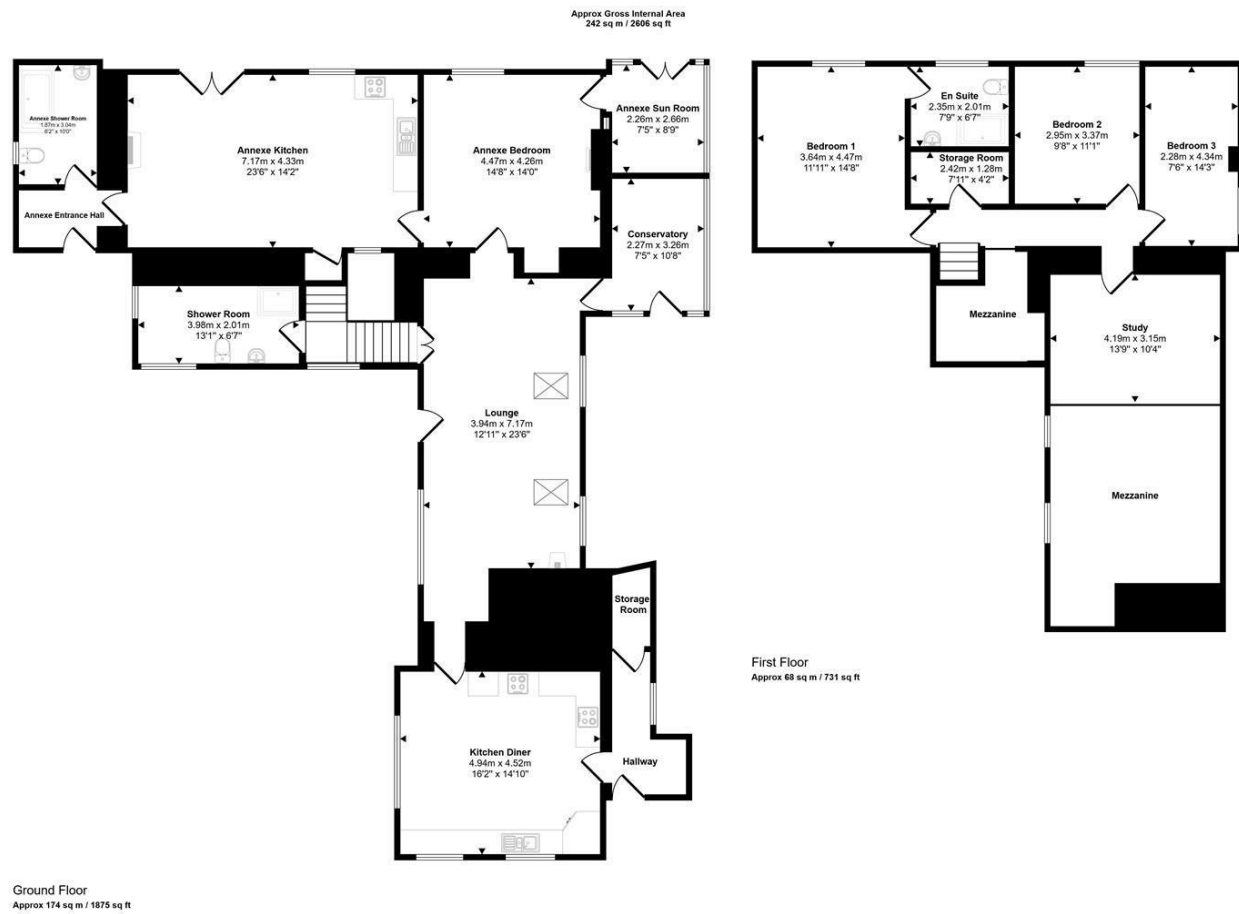 Approx Gross Internal Area
242 sq m / 2606 sq ft
Annexe Shower Room
1.87m x 3.04m
6'2" x 10'0"
Annexe Entrance Hall
Annexe Kitchen
7.17m x 4.33m
23'6" x 14'2"
Annexe Bedroom
4.47m x 4.26m
14'8" x 14'0"
Annexe Sun Room
2.26m x 2.66m
7'5" x 8'9"
Conservatory
2.27m x 3.26m
7'5" x 10'8"
Shower Room
3.98m x 2.01m
13'1" x 6'7"
Lounge
3.94m x 7.17m
12'11" x 23'6"
Storage
Room
Kitchen Diner
4.94m x 4.52m
16'2" x 14'10"
Hallway
Ground Floor
Approx 174 sq m / 1875 sq ft
Bedroom 1
3.64m x 4.47m
11'11" x 14'8"
En Suite
2.35m x 2.01m
7'9" x 6'7"
Storage Room
2.42m x 1.28m
7'11" x 4'2"
Bedroom 2
2.95m x 3.37m
9'8" x 11'1"
Bedroom 3
2.28m x 4.34m
7'6" x 14'3"
Mezzanine
Study
4.19m x 3.15m
13'9" x 10'4"
Mezzanine
First Floor
Approx 68 sq m / 731 sq ft